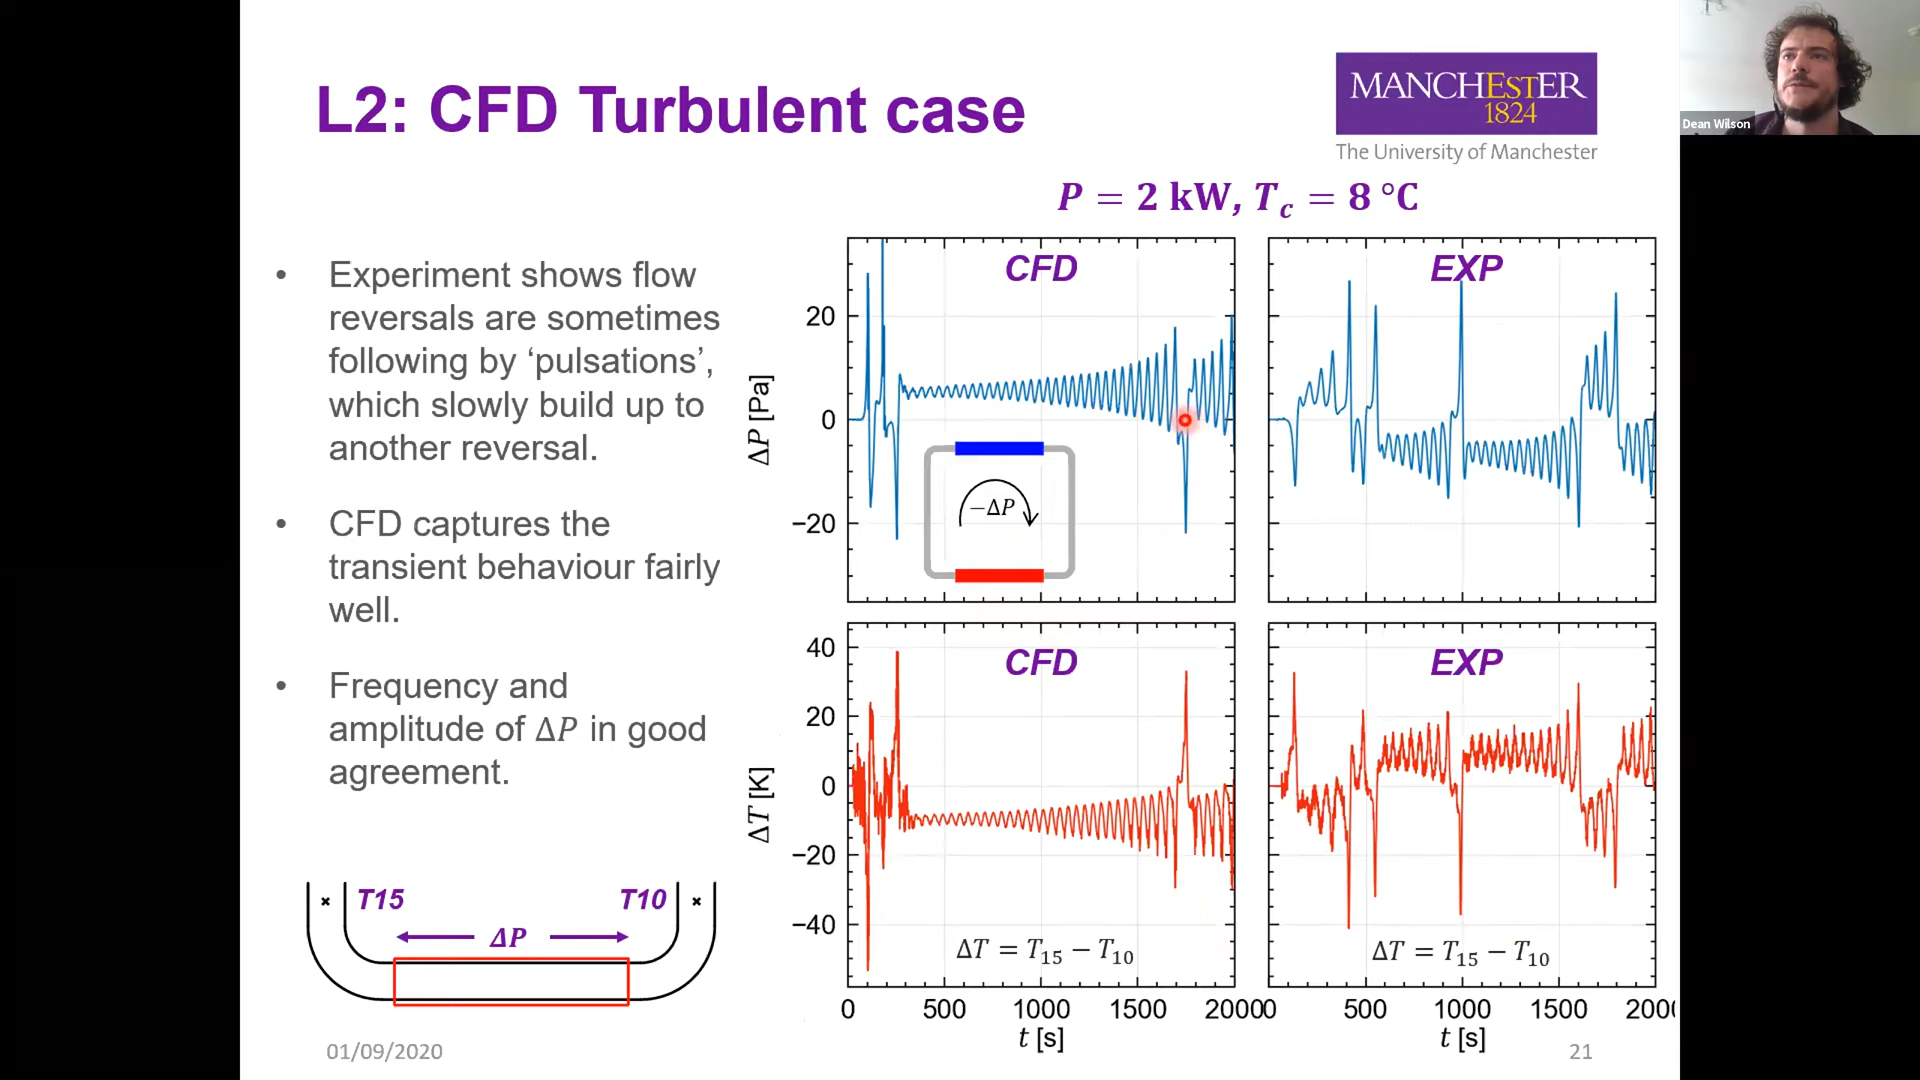 L2: CFD Turbulent case
MANCHESTER
1824
The University of Manchester
Dean Wilson
P = 2 kW, T_c = 8 °C
• Experiment shows flow
reversals are sometimes
following by ‘pulsations’,
which slowly build up to
another reversal.
• CFD captures the
transient behaviour fairly
well.
• Frequency and
amplitude of ΔP in good
agreement.
T15 T10
ΔP
CFD
EXP
ΔP [Pa]
20
0
−20
−ΔP
CFD
EXP
ΔT [K]
40
20
0
−20
−40
ΔT = T₁₅ − T₁₀
ΔT = T₁₅ − T₁₀
0 500 1000 1500 2000
0 500 1000 1500 200
t [s]
t [s]
01/09/2020
21